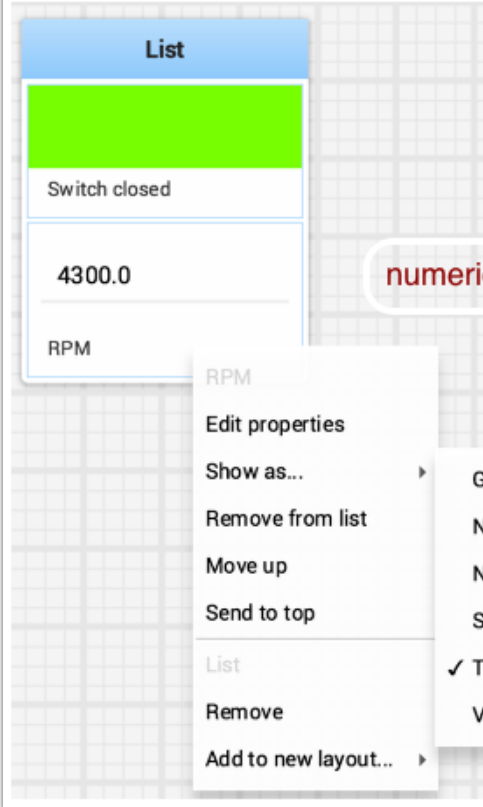 List
Switch closed
4300.0
RPM
RPM
Edit properties
Show as...
Remove from list
Move up
Send to top
List
Remove
Add to new layout...